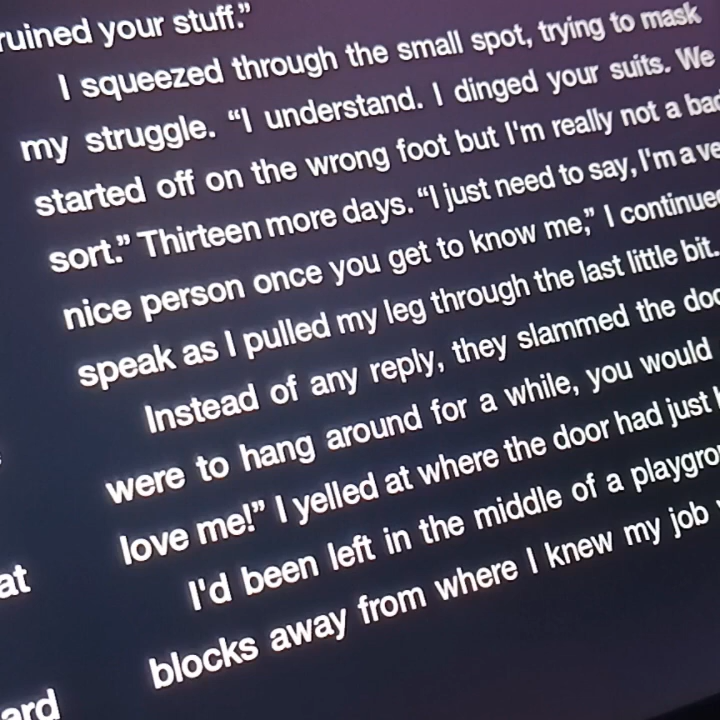 ruined your stuff.”
I squeezed through the small spot, trying to mask
my struggle. “I understand. I dinged your suits. We
started off on the wrong foot but I'm really not a bad
sort.” Thirteen more days. “I just need to say, I'm a
nice person once you get to know me,” I continued
speak as I pulled my leg through the last little bit.
Instead of any reply, they slammed the
were to hang around for a while, you would
love me!” I yelled at where the door had just
I'd been left in the middle of a
blocks away from where I knew my job
at
ard